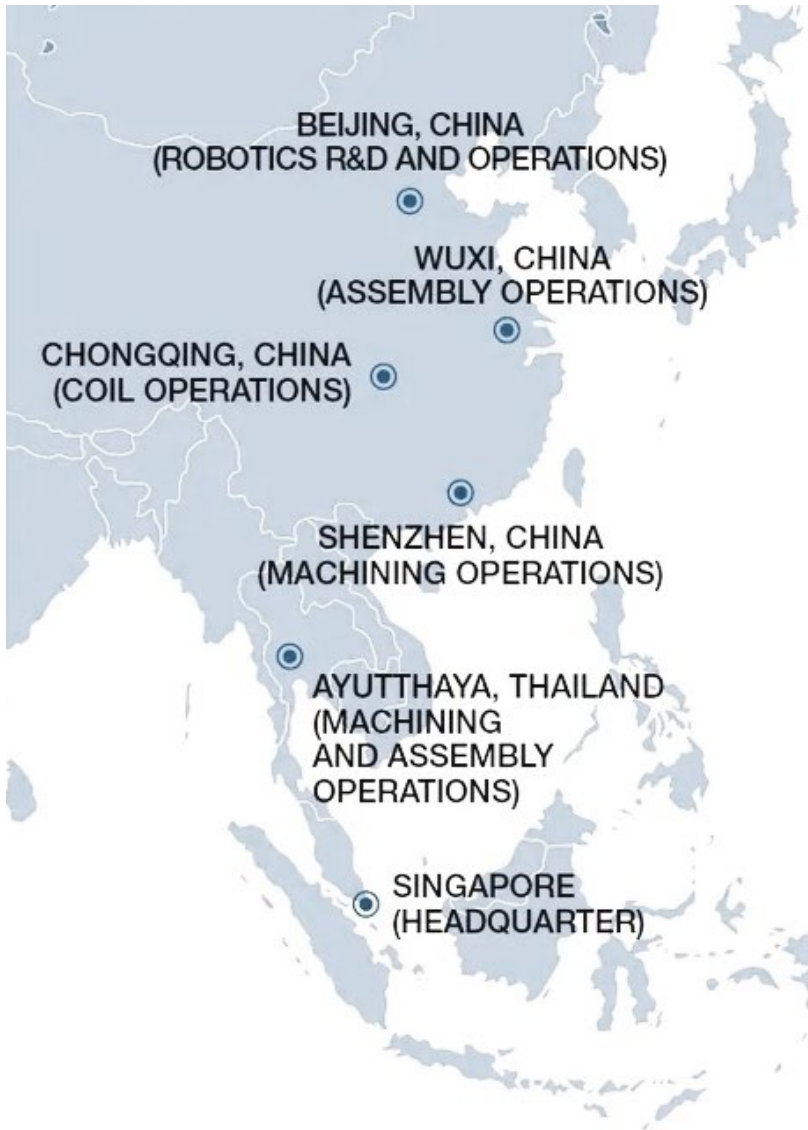 BEIJING, CHINA
(ROBOTICS R&D AND OPERATIONS)
WUXI, CHINA
(ASSEMBLY OPERATIONS)
CHONGQING, CHINA
(COIL OPERATIONS)
SHENZHEN, CHINA
(MACHINING OPERATIONS)
AYUTTHAYA, THAILAND
(MACHINING
AND ASSEMBLY
OPERATIONS)
SINGAPORE
(HEADQUARTER)